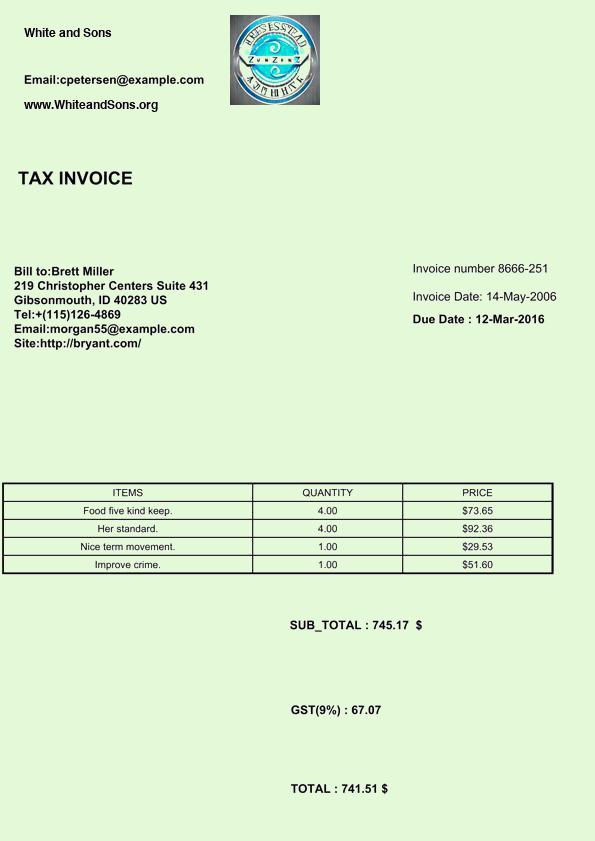 White and Sons
Email:cpetersen@example.com
www.WhiteandSons.org
TAX INVOICE
Bill to:Brett Miller
219 Christopher Centers Suite 431
Gibsonmouth, ID 40283 US
Tel:+(115)126-4869
Email:morgan55@example.com
Site:http://bryant.com/
Invoice number 8666-251
Invoice Date: 14-May-2006
Due Date : 12-Mar-2016
ITEMS QUANTITY PRICE
Food five kind keep. 4.00 $73.65
Her standard. 4.00 $92.36
Nice term movement. 1.00 $29.53
Improve crime. 1.00 $51.60
SUB_TOTAL : 745.17 $
GST(9%) : 67.07
TOTAL : 741.51 $